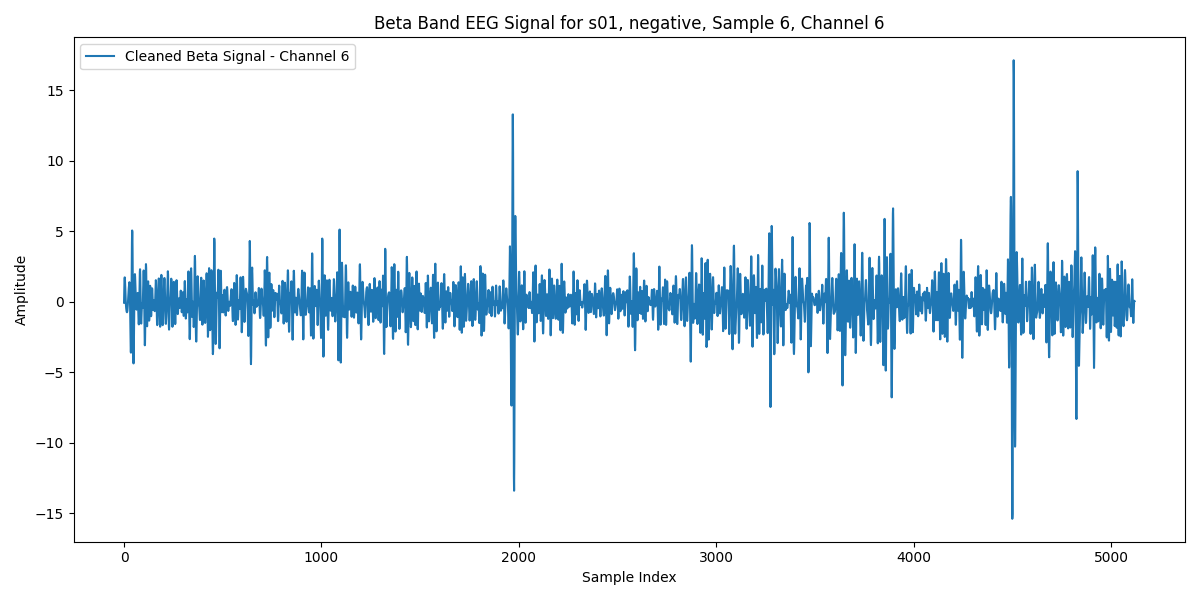 Beta Band EEG Signal for s01, negative, Sample 6, Channel 6
Cleaned Beta Signal - Channel 6
Amplitude
15
10
5
0
−5
−10
−15
0 1000 2000 3000 4000 5000
Sample Index